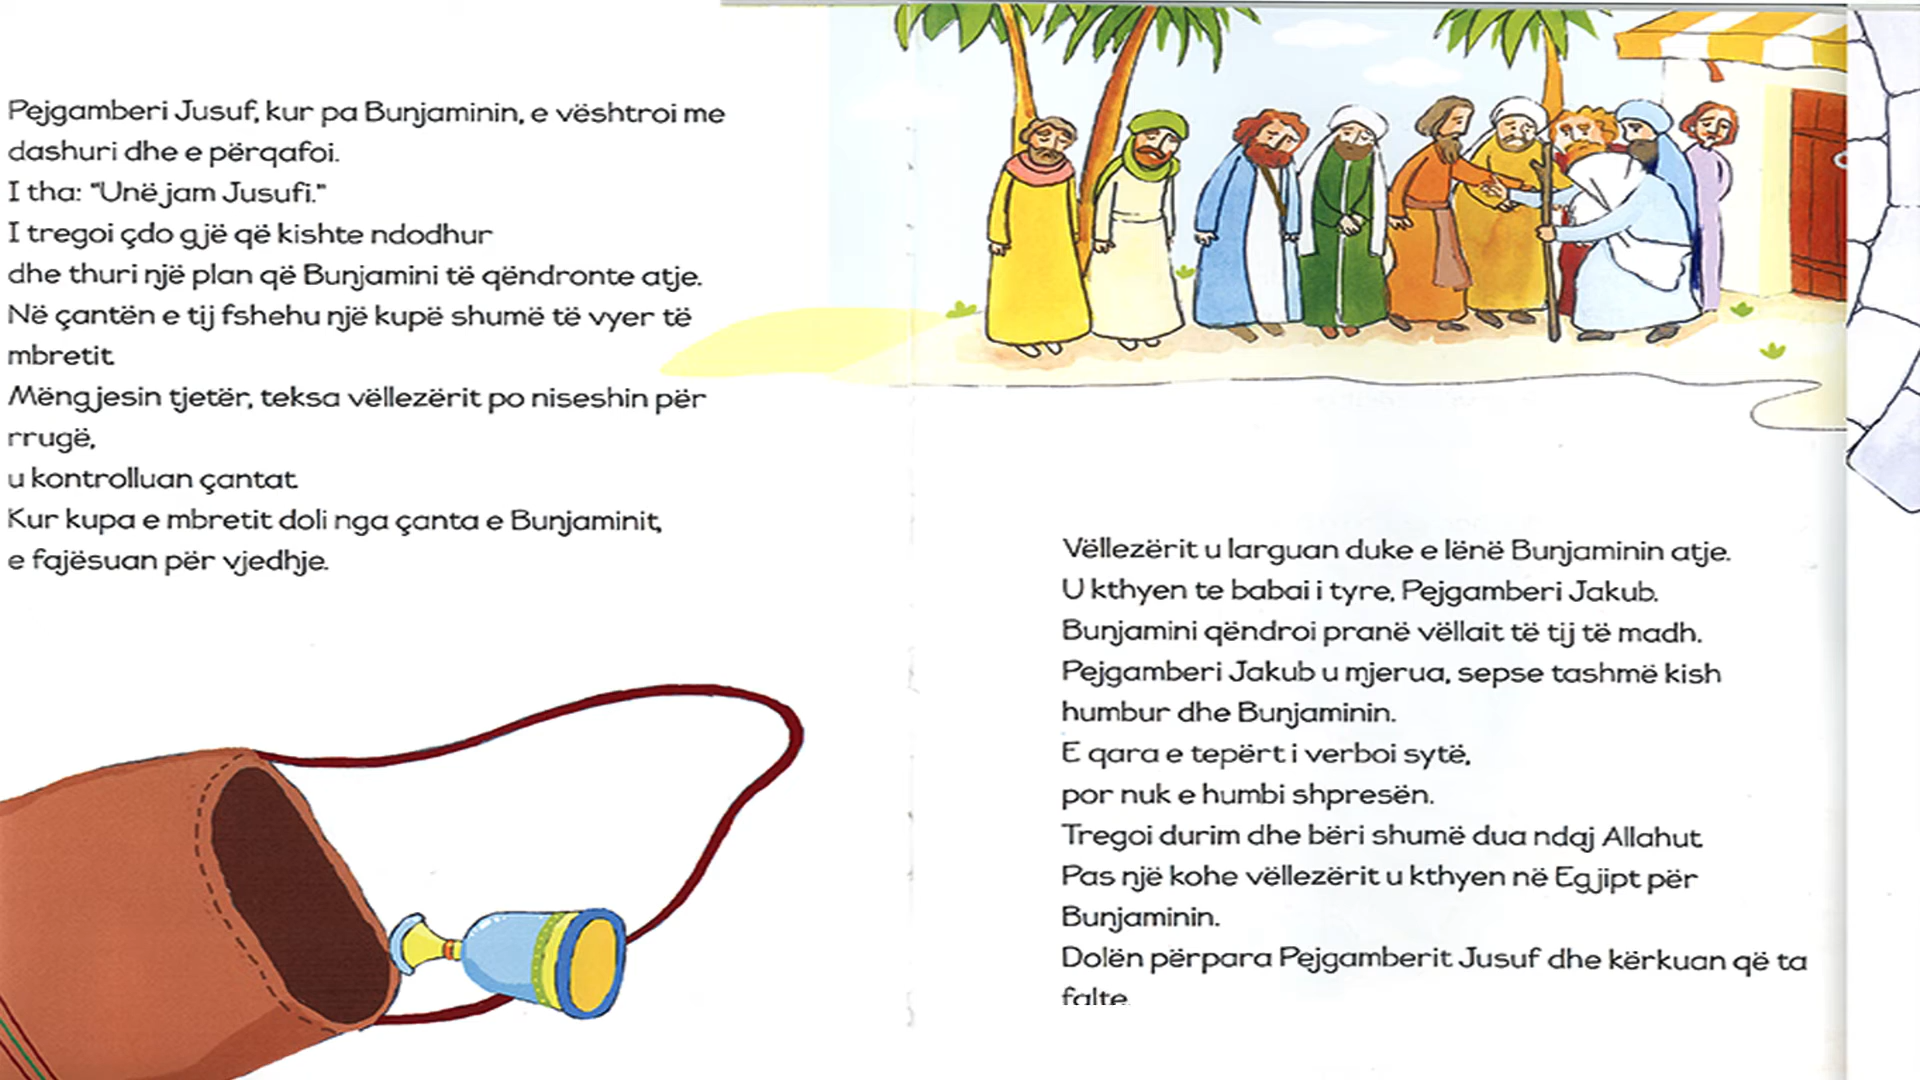 Pejgamberi Jusuf, kur pa Bunjaminin, e vështroi me
dashuri dhe e përqafoi.
I tha: "Unë jam Jusufi."
I tregoi çdo gjë që kishte ndodhur
dhe thuri një plan që Bunjamini të qëndronte atje.
Në çantën e tij fshehu një kupë shumë të vyer të
mbretit.
Mëngjesin tjetër, teksa vëllezërit po niseshin për
rrugë,
u kontrolluan çantat.
Kur kupa e mbretit doli nga çanta e Bunjaminit,
e fajësuan për vjedhje.
Vëllezërit u larguan duke e lënë Bunjaminin atje.
U kthyen te babai i tyre, Pejgamberi Jakub.
Bunjamini qëndroi pranë vëllait të tij të madh.
Pejgamberi Jakub u mjerua, sepse tashmë kish
humbur dhe Bunjaminin.
E qara e tepërt i verboi sytë,
por nuk e humbi shpresën.
Tregoi durim dhe bëri shumë dua ndaj Allahut.
Pas një kohe vëllezërit u kthyen në Egjipt për
Bunjaminin.
Dolën përpara Pejgamberit Jusuf dhe kërkuan që ta
falte.